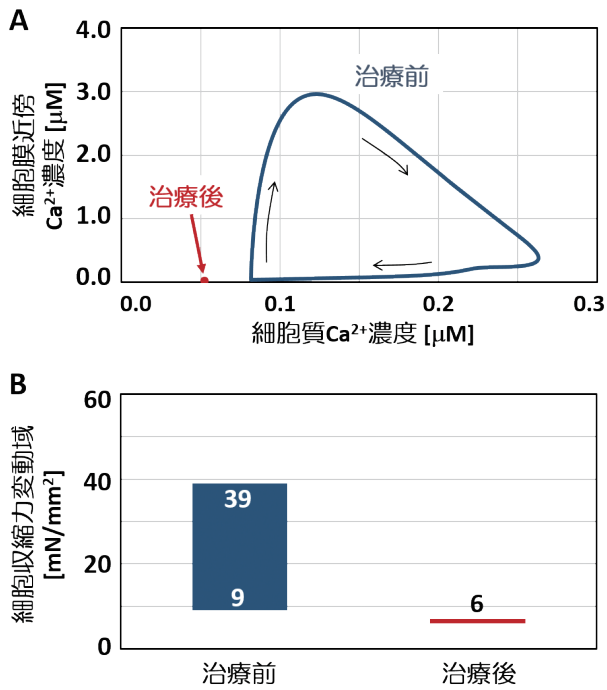 A
4.0
3.0
2.0
1.0
0.0
細胞膜近傍
Ca²⁺濃度 [μM]
治療前
治療後
0.0
0.1
0.2
0.3
細胞質Ca²⁺濃度 [μM]
B
60
40
20
0
細胞収縮力変動域
[mN/mm²]
39
9
6
治療前
治療後